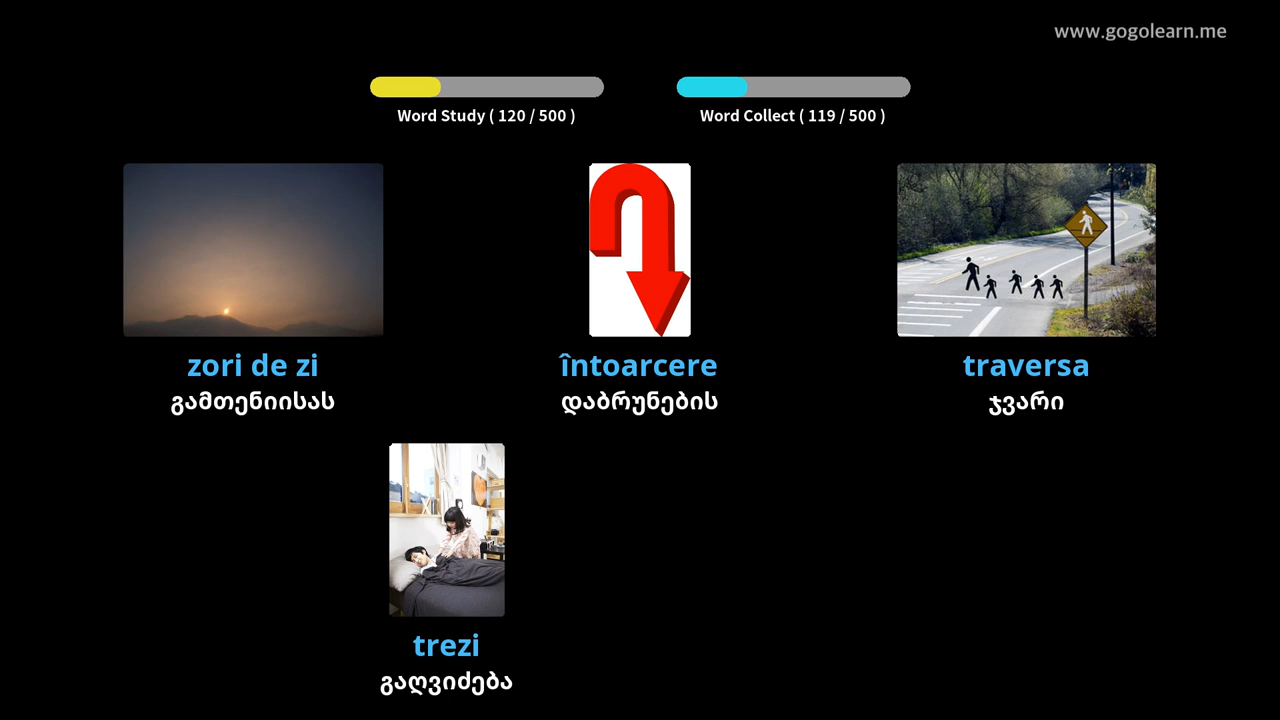 www.gogolearn.me
Word Study ( 120 / 500 )
Word Collect ( 119 / 500 )
zori de zi
გამთენიისას
întoarcere
დაბრუნების
traversa
ჯვარი
trezi
გაღვიძება